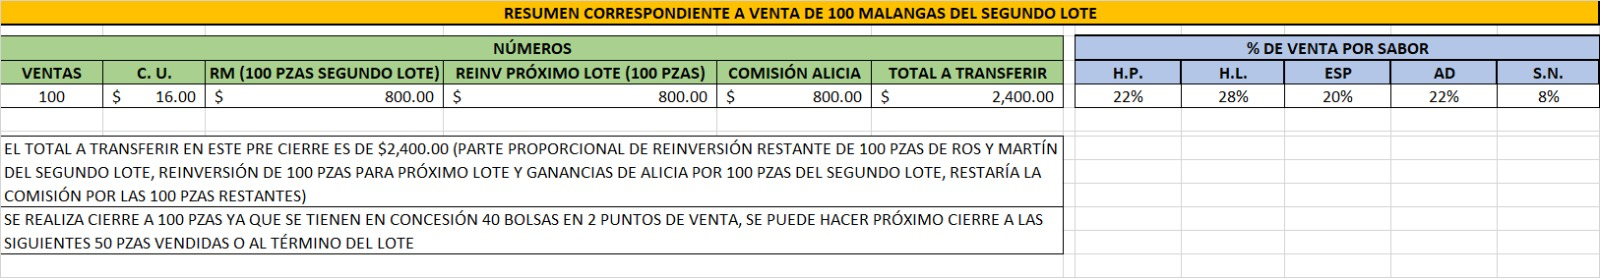 RESUMEN CORRESPONDIENTE A VENTA DE 100 MALANGAS DEL SEGUNDO LOTE
NÚMEROS % DE VENTA POR SABOR
VENTAS C. U. RM (100 PZAS SEGUNDO LOTE) REINV PRÓXIMO LOTE (100 PZAS) COMISIÓN ALICIA TOTAL A TRANSFERIR H.P. H.L. ESP AD S.N.
100 $ 16.00 $ 800.00 $ 800.00 $ 800.00 $ 2,400.00 22% 28% 20% 22% 8%
EL TOTAL A TRANSFERIR EN ESTE PRE CIERRE ES DE $2,400.00 (PARTE PROPORCIONAL DE REINVERSIÓN RESTANTE DE 100 PZAS DE ROS Y MARTÍN
DEL SEGUNDO LOTE, REINVERSIÓN DE 100 PZAS PARA PRÓXIMO LOTE Y GANANCIAS DE ALICIA POR 100 PZAS DEL SEGUNDO LOTE, RESTARÍA LA
COMISIÓN POR LAS 100 PZAS RESTANTES)
SE REALIZA CIERRE A 100 PZAS YA QUE SE TIENEN EN CONCESIÓN 40 BOLSAS EN 2 PUNTOS DE VENTA, SE PUEDE HACER PRÓXIMO CIERRE A LAS
SIGUIENTES 50 PZAS VENDIDAS O AL TÉRMINO DEL LOTE